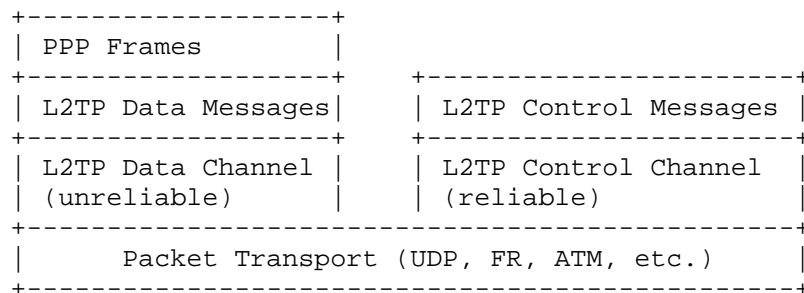 PPP Frames
L2TP Data Messages L2TP Control Messages
L2TP Data Channel L2TP Control Channel
(unreliable) (reliable)
Packet Transport (UDP, FR, ATM, etc.)